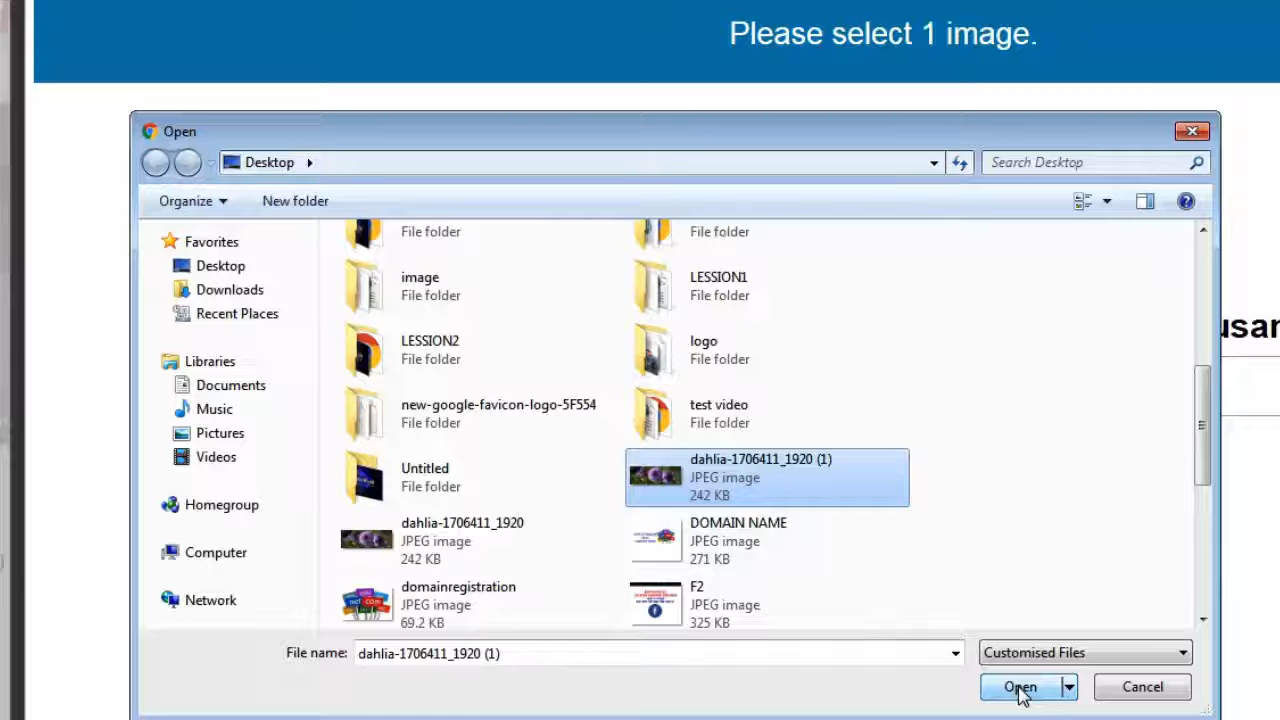 Please select 1 image.
Open
Desktop
Search Desktop
Organize
New folder
Favorites
Desktop
Downloads
Recent Places
Libraries
Documents
Music
Pictures
Videos
Homegroup
Computer
Network
File folder
File folder
image
File folder
LESSION1
File folder
LESSION2
File folder
logo
File folder
new-google-favicon-logo-5F554
File folder
test video
File folder
Untitled
File folder
dahlia-1706411_1920 (1)
JPEG image
242 KB
dahlia-1706411_1920
JPEG image
242 KB
DOMAIN NAME
JPEG image
271 KB
domainregistration
JPEG image
69.2 KB
F2
JPEG image
325 KB
File name:
dahlia-1706411_1920 (1)
Customised Files
Open
Cancel